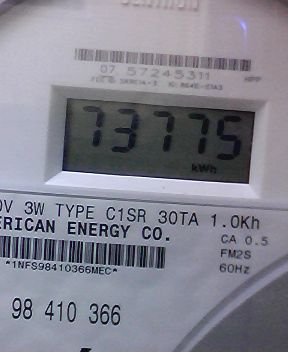 07 57245311
73775
kWh
0V 3W TYPE C1SR 30TA 1.0Kh
ERICAN ENERGY CO.
CA 0.5
FM2S
*1NFS98410366MEC*
60Hz
98 410 366